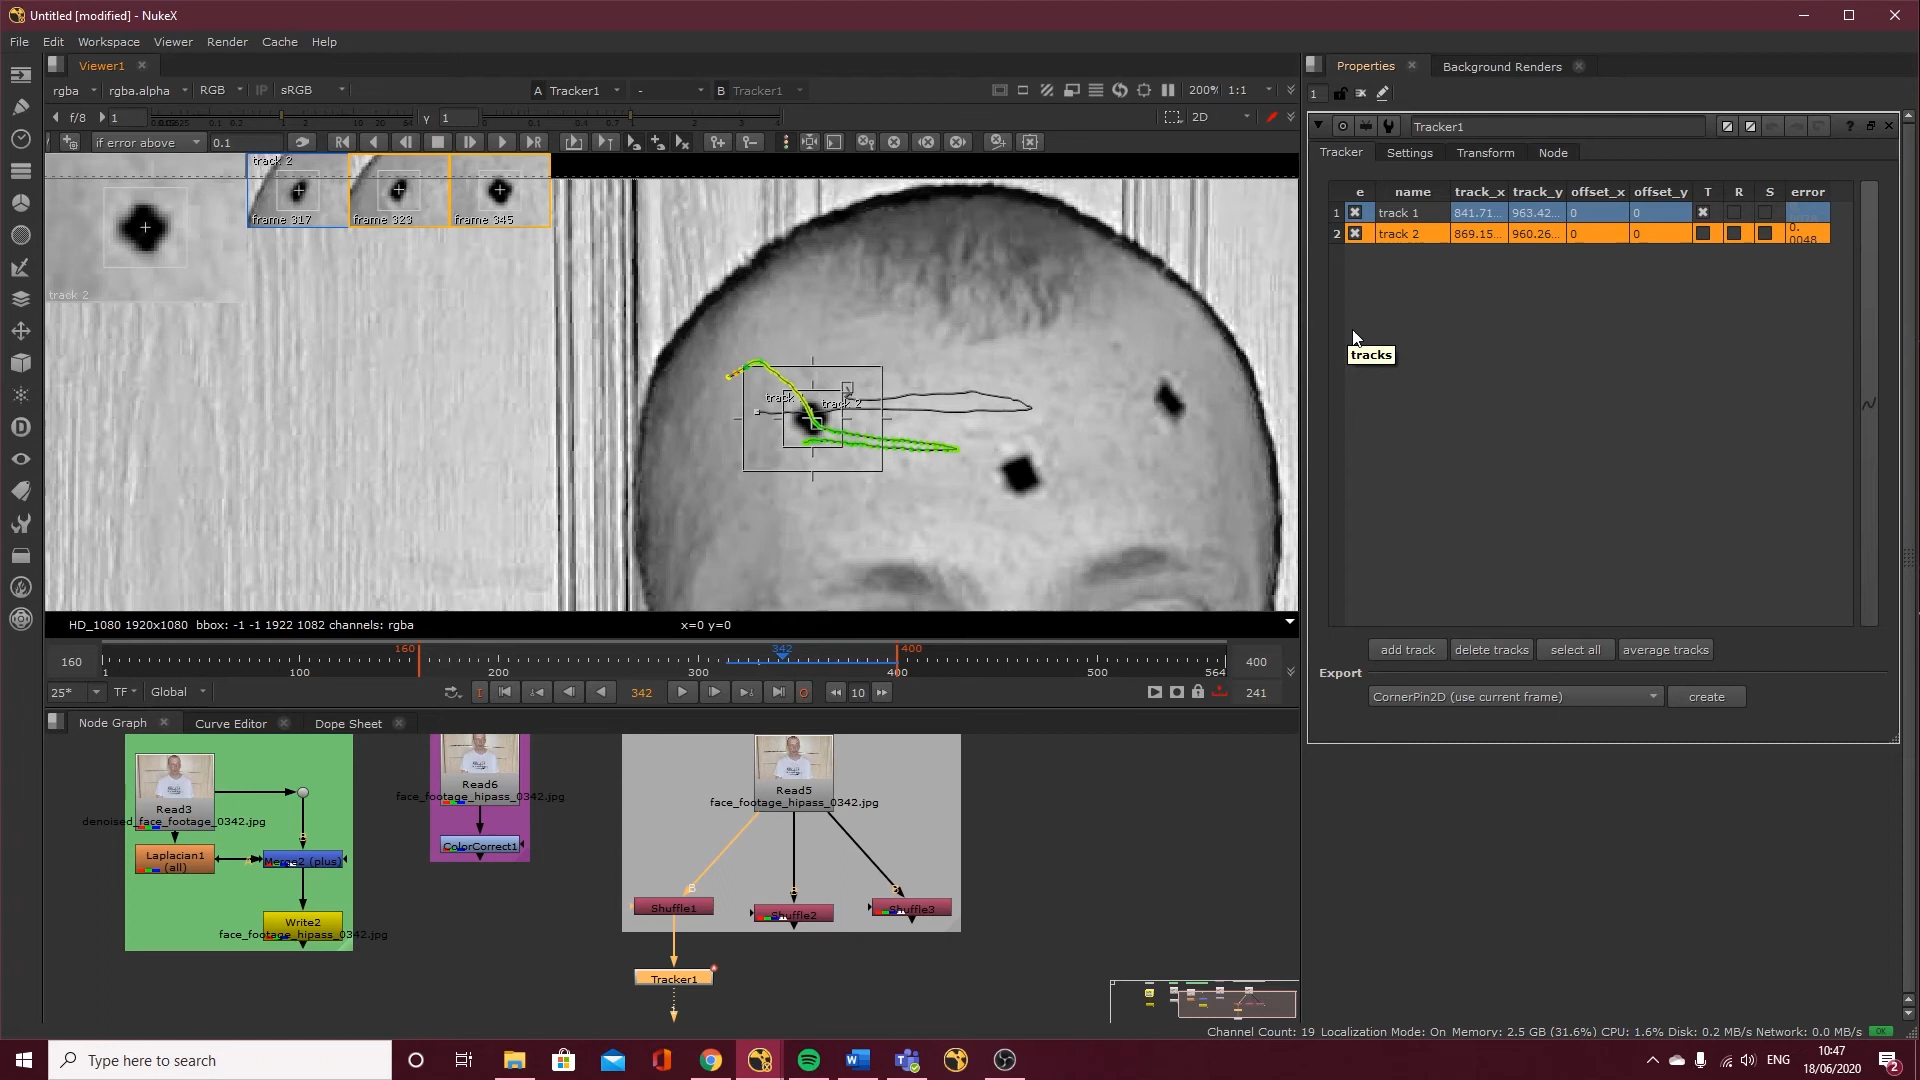 Untitled [modified] - NukeX
File Edit Workspace Viewer Render Cache Help
Viewer1
rgba rgba.alpha RGB IP sRGB A Tracker1 - B Tracker1 200% 1:1
f/8 1 y 1 2D
if error above 0.1
track 2
frame 317 frame 323 frame 345
track 2
track track 2
HD_1080 1920x1080 bbox: -1 -1 1922 1082 channels: rgba x=0 y=0
160 160 342 400 400
1 100 200 300 400 500 564
25* TF Global 342 10 241
Node Graph Curve Editor Dope Sheet
Read3
denoised_face_footage_0342.jpg
Laplacian1
(all)
Merge2 (plus)
Write2
face_footage_hipass_0342.jpg
Read6
face_footage_hipass_0342.jpg
ColorCorrect1
Read5
face_footage_hipass_0342.jpg
B
Shuffle1
Shuffle2
Shuffle3
Tracker1
Properties Background Renders
1
Tracker1
Tracker Settings Transform Node
e name track_x track_y offset_x offset_y T R S error
1 track 1 841.71... 963.42... 0 0
2 track 2 869.15... 960.26... 0 0 0.
0048
tracks
add track delete tracks select all average tracks
Export
CornerPin2D (use current frame) create
Channel Count: 19 Localization Mode: On Memory: 2.5 GB (31.6%) CPU: 1.6% Disk: 0.2 MB/s Network: 0.0 MB/s OK
Type here to search
ENG
10:47
18/06/2020
2